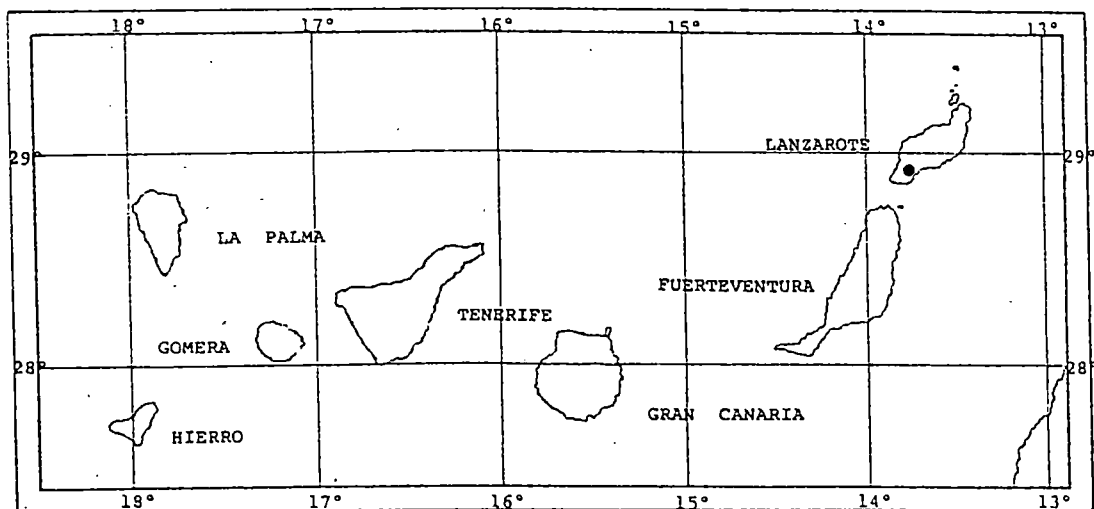 18° 17° 16° 15° 14° 13°
LANZAROTE
29° 29°
LA PALMA
FUERTEVENTURA
TENERIFE
GOMERA
28° 28°
GRAN CANARIA
HIERRO
18° 17° 16° 15° 14° 13°